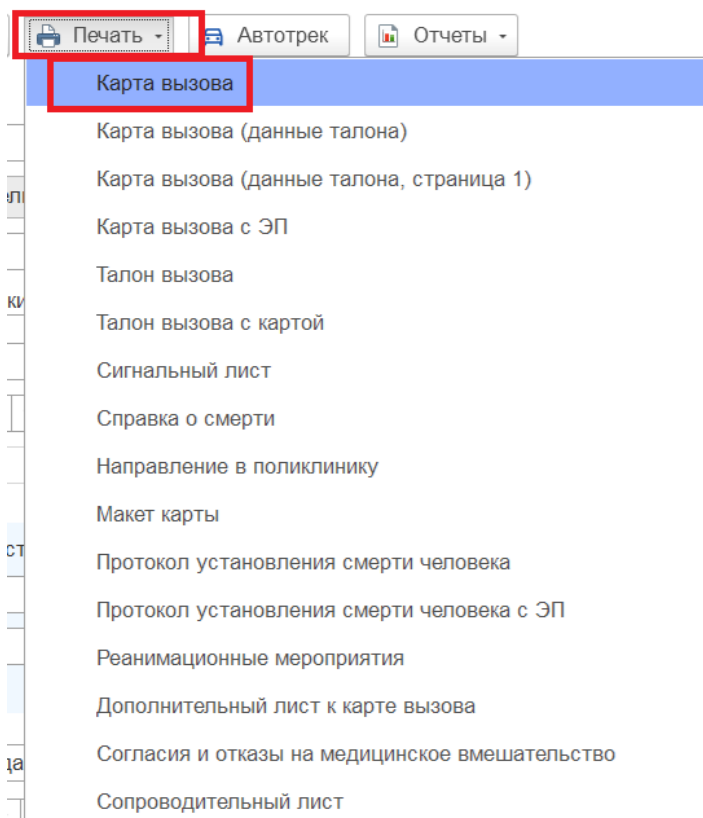 Печать Автотрек Отчеты
Карта вызова
Карта вызова (данные талона)
Карта вызова (данные талона, страница 1)
Карта вызова с ЭП
Талон вызова
Талон вызова с картой
Сигнальный лист
Справка о смерти
Направление в поликлинику
Макет карты
Протокол установления смерти человека
Протокол установления смерти человека с ЭП
Реанимационные мероприятия
Дополнительный лист к карте вызова
Согласия и отказы на медицинское вмешательство
Сопроводительный лист